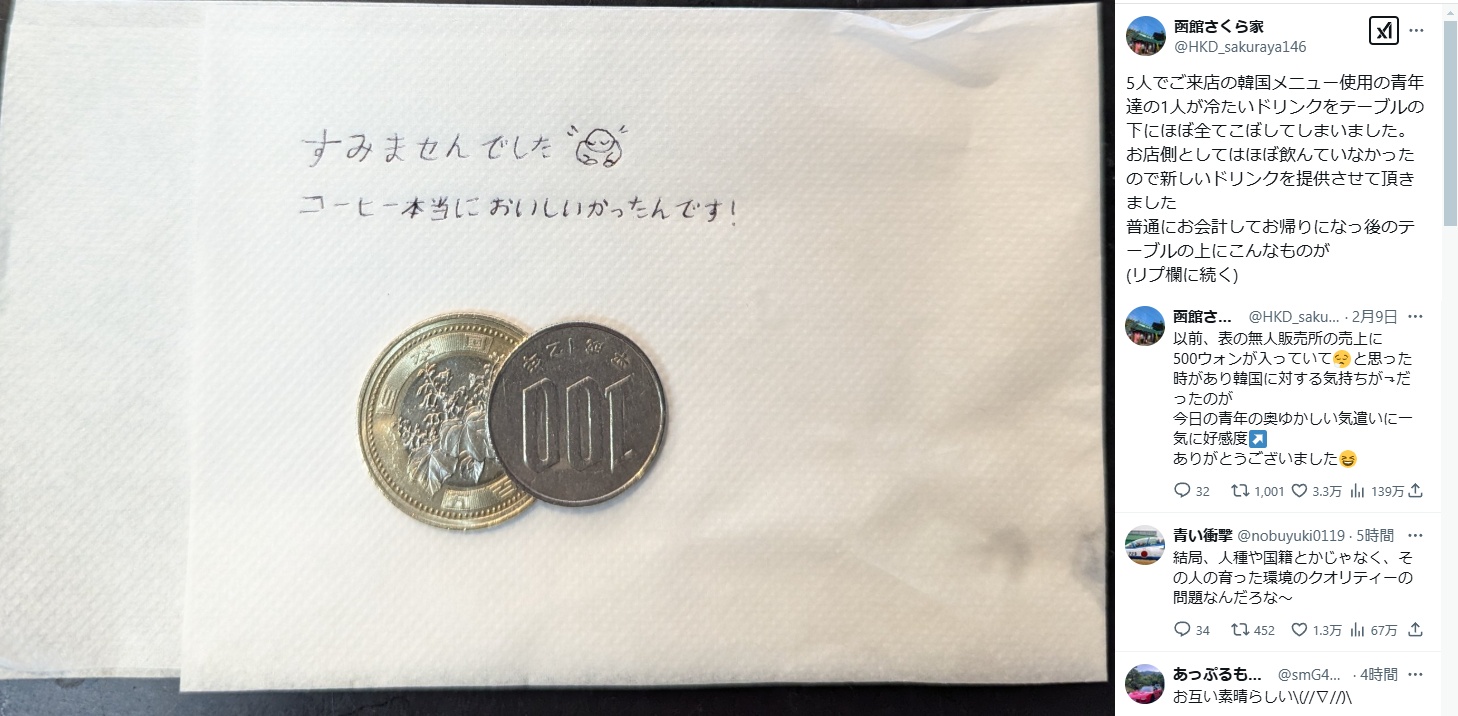 すみませんでした
コーヒー本当においしいかったんです!
100
函館さくら家
@HKD_sakuraya146
5人でご来店の韓国メニュー使用の青年
達の1人が冷たいドリンクをテーブルの
下にほぼ全てこぼしてしまいました。
お店側としてはほぼ飲んでいなかった
ので新しいドリンクを提供させて頂き
ました
普通にお会計してお帰りになっ後のテ
ーブルの上にこんなものが
(リプ欄に続く)
函館さ... @HKD_saku... · 2月9日
以前、表の無人販売所の売上に
500ウォンが入っていて😪と思った
時があり韓国に対する気持ちが¬だ
ったのが
今日の青年の奥ゆかしい気遣いに一
気に好感度↗
ありがとうございました😆
32 1,001 3.3万 139万
青い衝撃 @nobuyuki0119 · 5時間
結局、人種や国籍とかじゃなく、そ
の人の育った環境のクオリティーの
問題なんだろな〜
34 452 1.3万 67万
あっぷるも... @smG4... · 4時間
お互い素晴らしい\(//▽//)\